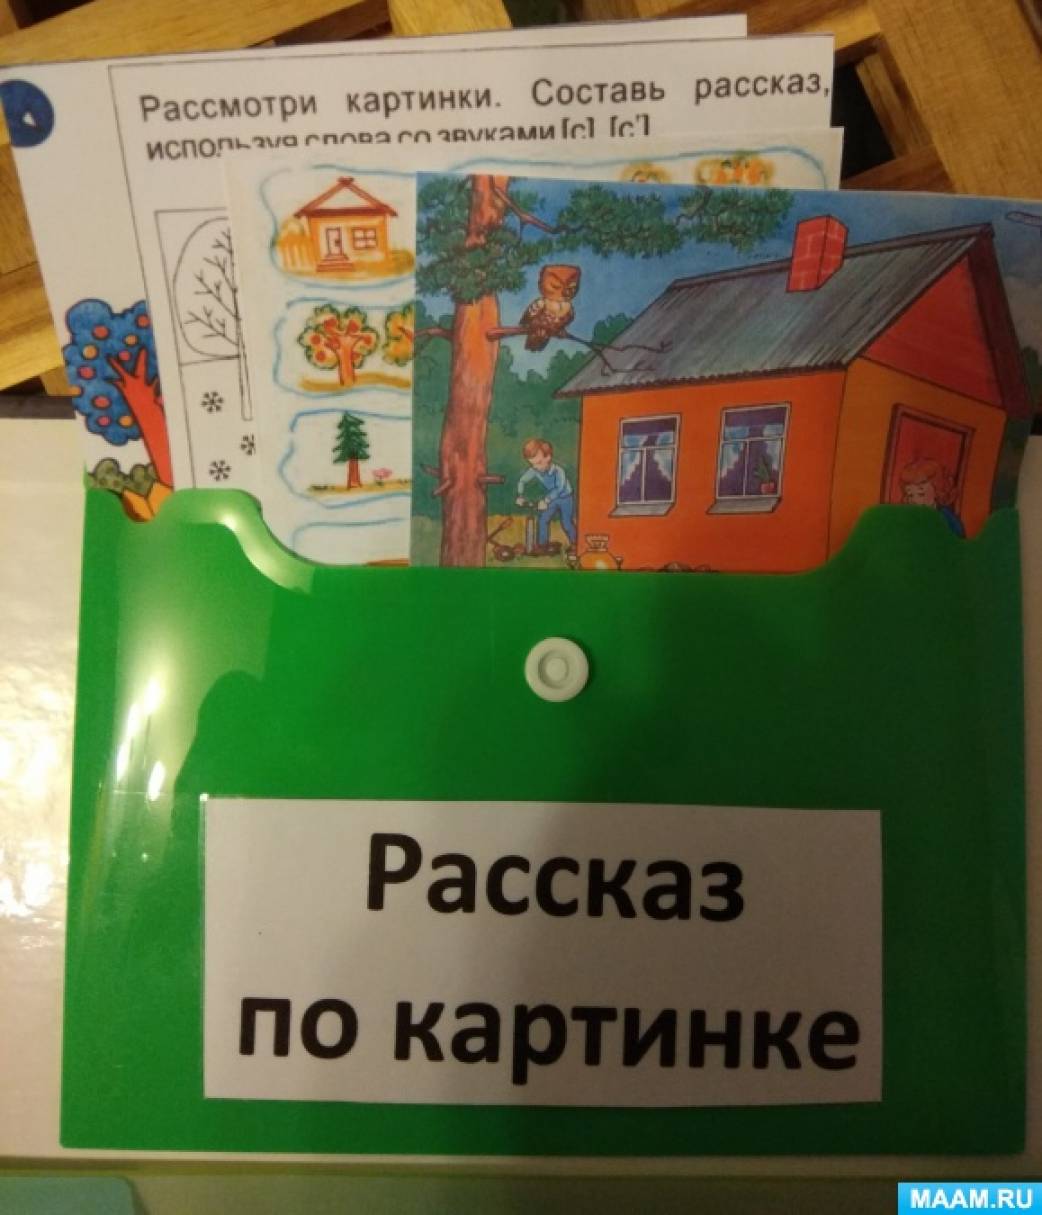 Рассмотри картинки. Составь рассказ,
используя слова со звуками [с], [с']
Рассказ
по картинке
MAAM.RU